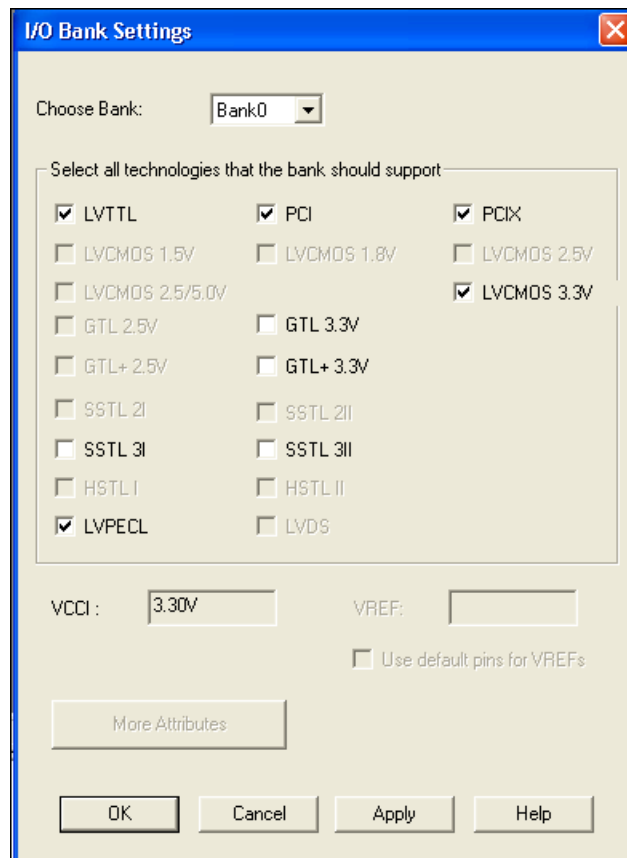 I/O Bank Settings
Choose Bank: Bank0
Select all technologies that the bank should support
LVTTL PCI PCIX
LVCMOS 1.5V LVCMOS 1.8V LVCMOS 2.5V
LVCMOS 2.5/5.0V LVCMOS 3.3V
GTL 2.5V GTL 3.3V
GTL+ 2.5V GTL+ 3.3V
SSTL 2I SSTL 2II
SSTL 3I SSTL 3II
HSTL I HSTL II
LVPECL LVDS
VCCI : 3.30V VREF:
Use default pins for VREFs
More Attributes
OK Cancel Apply Help